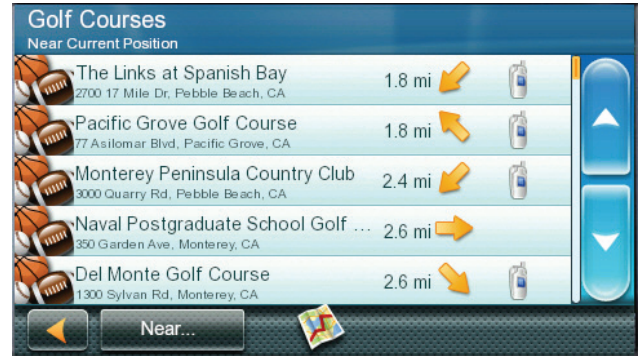 Golf Courses
Near Current Position
The Links at Spanish Bay
1.8 mi
2700 17 Mile Dr, Pebble Beach, CA
Pacific Grove Golf Course
1.8 mi
77 Asilomar Blvd, Pacific Grove, CA
Monterey Peninsula Country Club
2.4 mi
3000 Quarry Rd, Pebble Beach, CA
Naval Postgraduate School Golf ...
2.6 mi
350 Garden Ave, Monterey, CA
Del Monte Golf Course
2.6 mi
1300 Sylvan Rd, Monterey, CA
Near...